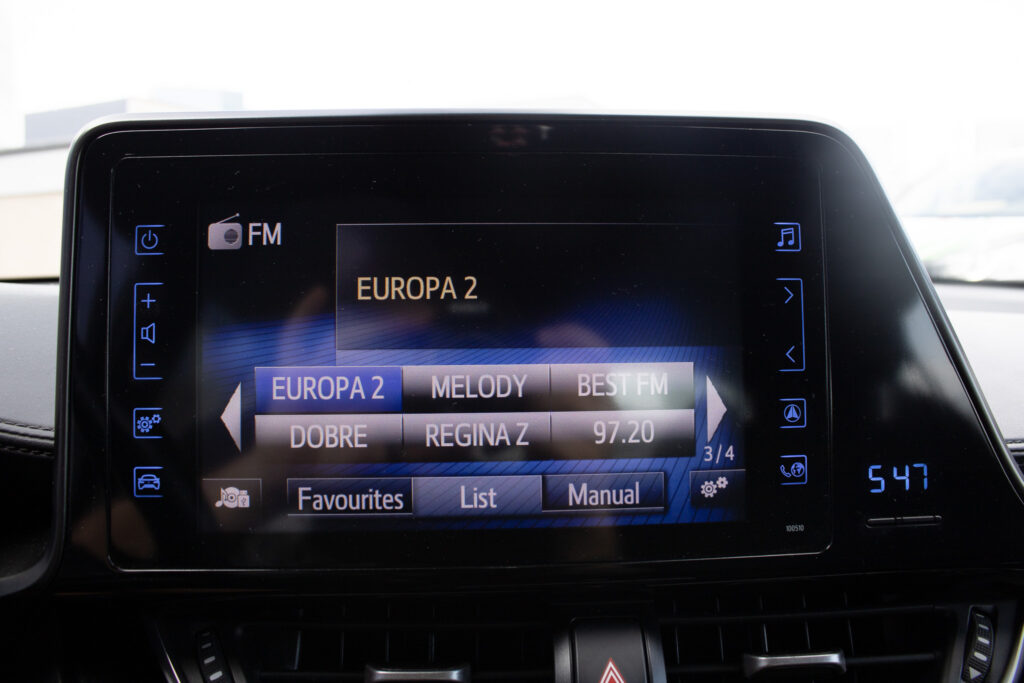 FM
EUROPA 2
EUROPA 2 MELODY BEST FM
DOBRE REGINA Z 97.20
3/4
Favourites List Manual
5 47
100510